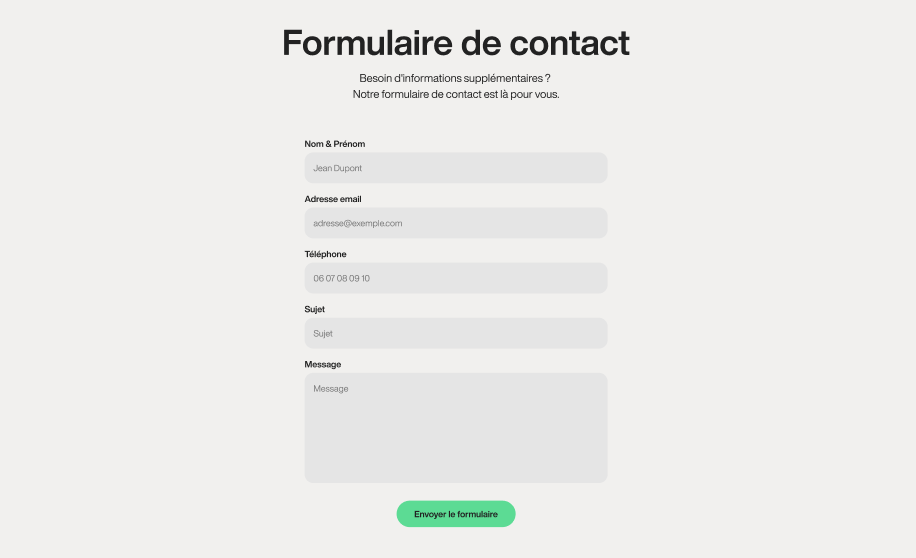 Formulaire de contact
Besoin d'informations supplémentaires ?
Notre formulaire de contact est là pour vous.
Nom & Prénom
Jean Dupont
Adresse email
adresse@exemple.com
Téléphone
06 07 08 09 10
Sujet
Sujet
Message
Message
Envoyer le formulaire